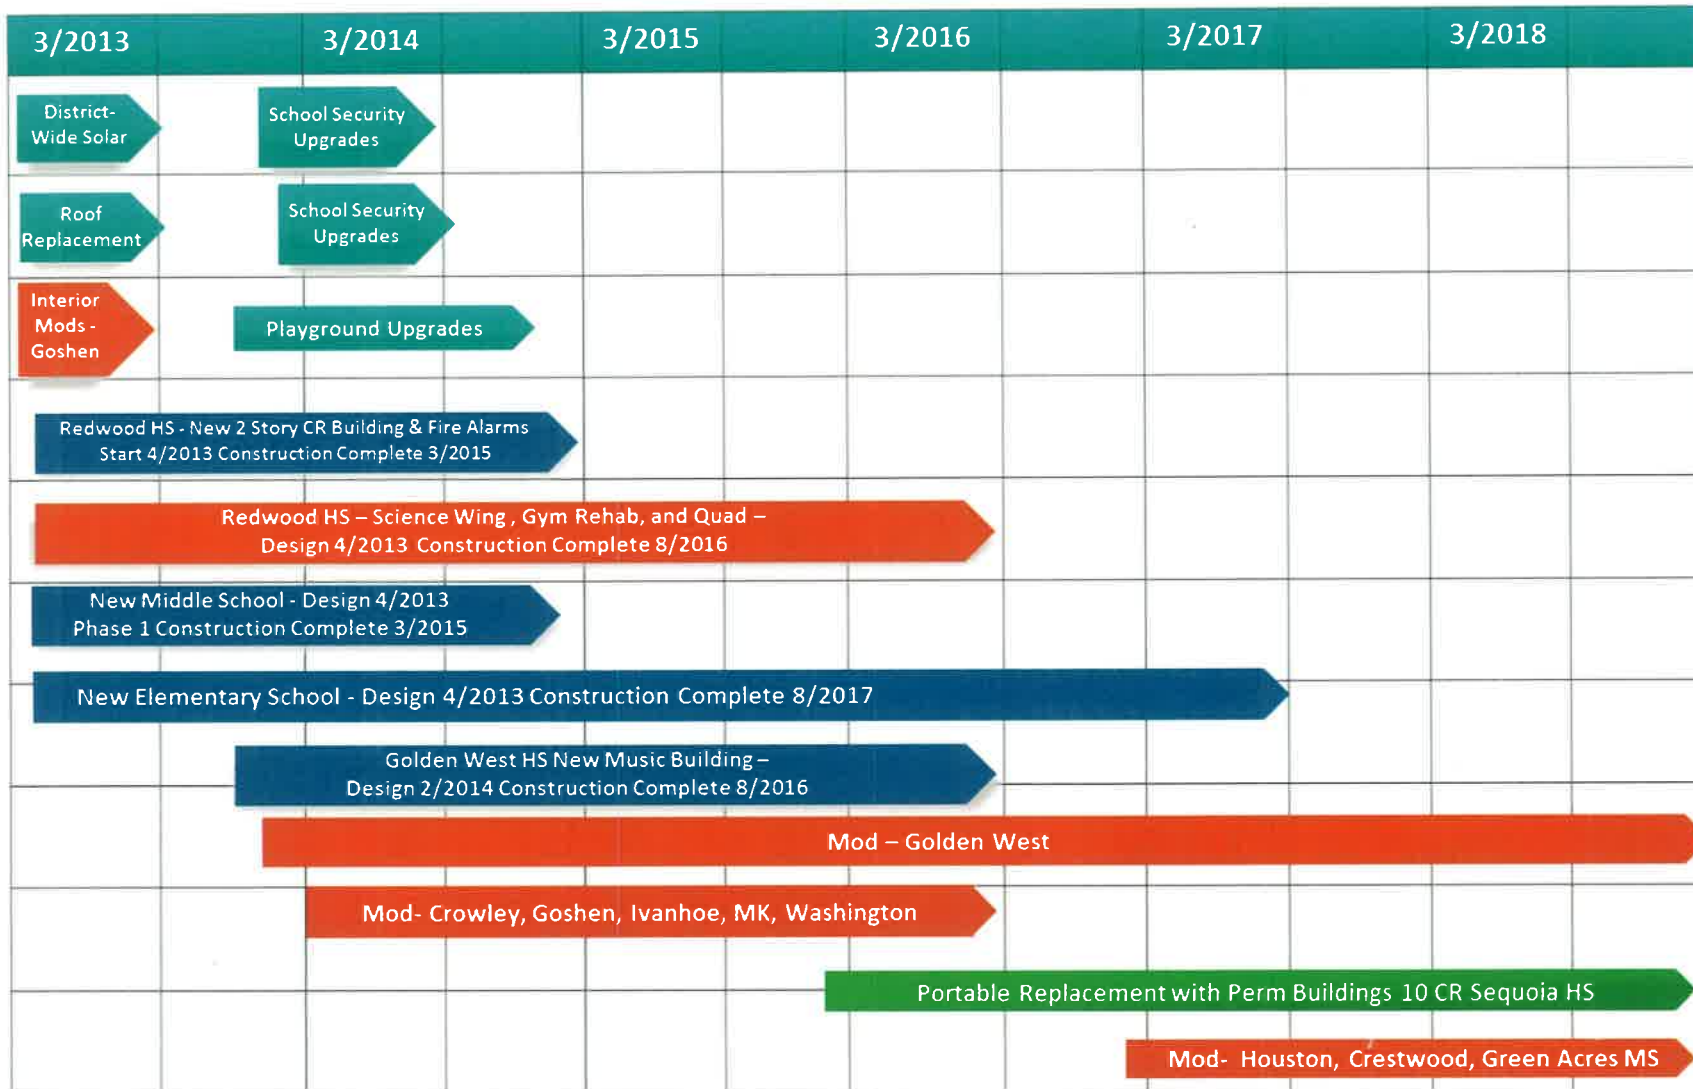 3/2013 3/2014 3/2015 3/2016 3/2017 3/2018
District-
Wide Solar
School Security
Upgrades
Roof
Replacement
School Security
Upgrades
Interior
Mods -
Goshen
Playground Upgrades
Redwood HS - New 2 Story CR Building & Fire Alarms
Start 4/2013 Construction Complete 3/2015
Redwood HS – Science Wing, Gym Rehab, and Quad –
Design 4/2013 Construction Complete 8/2016
New Middle School - Design 4/2013
Phase 1 Construction Complete 3/2015
New Elementary School - Design 4/2013 Construction Complete 8/2017
Golden West HS New Music Building –
Design 2/2014 Construction Complete 8/2016
Mod – Golden West
Mod- Crowley, Goshen, Ivanhoe, MK, Washington
Portable Replacement with Perm Buildings 10 CR Sequoia HS
Mod- Houston, Crestwood, Green Acres MS